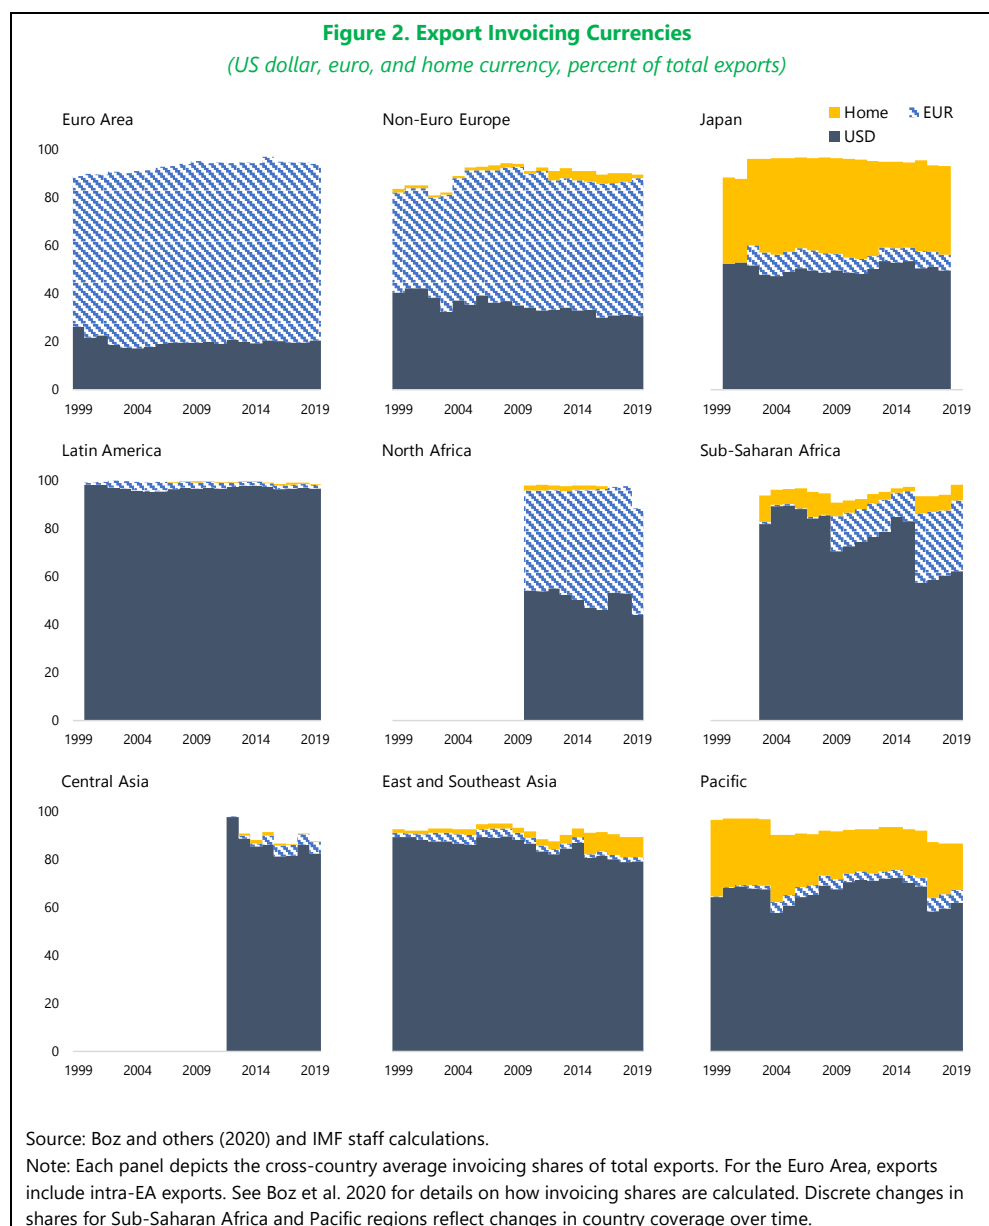 Figure 2. Export Invoicing Currencies
(US dollar, euro, and home currency, percent of total exports)
Home EUR
USD
Euro Area
Non-Euro Europe
Japan
100
80
60
40
20
0
1999 2004 2009 2014 2019
1999 2004 2009 2014 2019
1999 2004 2009 2014 2019
Latin America
North Africa
Sub-Saharan Africa
100
80
60
40
20
0
1999 2004 2009 2014 2019
1999 2004 2009 2014 2019
1999 2004 2009 2014 2019
Central Asia
East and Southeast Asia
Pacific
100
80
60
40
20
0
1999 2004 2009 2014 2019
1999 2004 2009 2014 2019
1999 2004 2009 2014 2019
Source: Boz and others (2020) and IMF staff calculations.
Note: Each panel depicts the cross-country average invoicing shares of total exports. For the Euro Area, exports
include intra-EA exports. See Boz et al. 2020 for details on how invoicing shares are calculated. Discrete changes in
shares for Sub-Saharan Africa and Pacific regions reflect changes in country coverage over time.